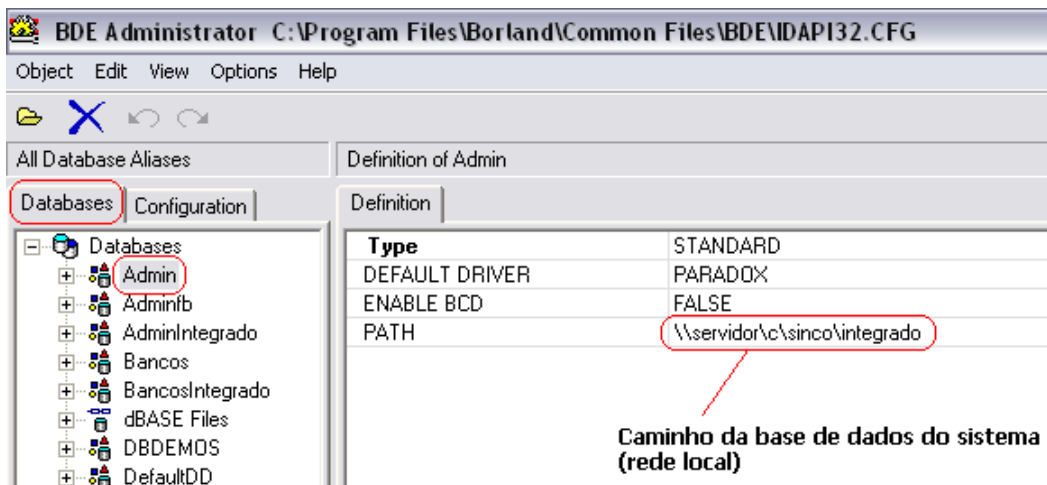 BDE Administrator C:\Program Files\Borland\Common Files\BDE\IDAPI32.CFG
Object Edit View Options Help
All Database Aliases
Definition of Admin
Databases Configuration
Definition
Databases
Admin
Adminfb
AdminIntegrado
Bancos
BancosIntegrado
dBASE Files
DBDEMOS
DefaultDD
Type STANDARD
DEFAULT DRIVER PARADOX
ENABLE BCD FALSE
PATH \\servidor\c\sinco\integrado
Caminho da base de dados do sistema
(rede local)